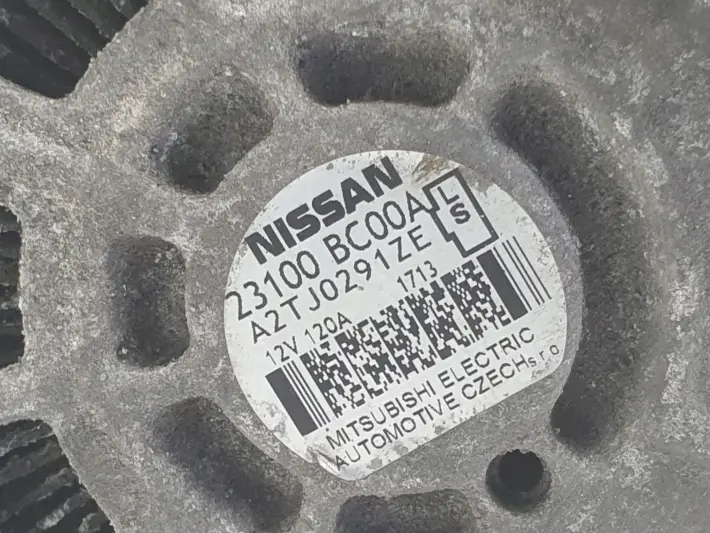 NISSAN
23100 BC00A
L
S
A2TJ0291ZE
12V 120A 1713
MITSUBISHI ELECTRIC
AUTOMOTIVE CZECH s.r.o